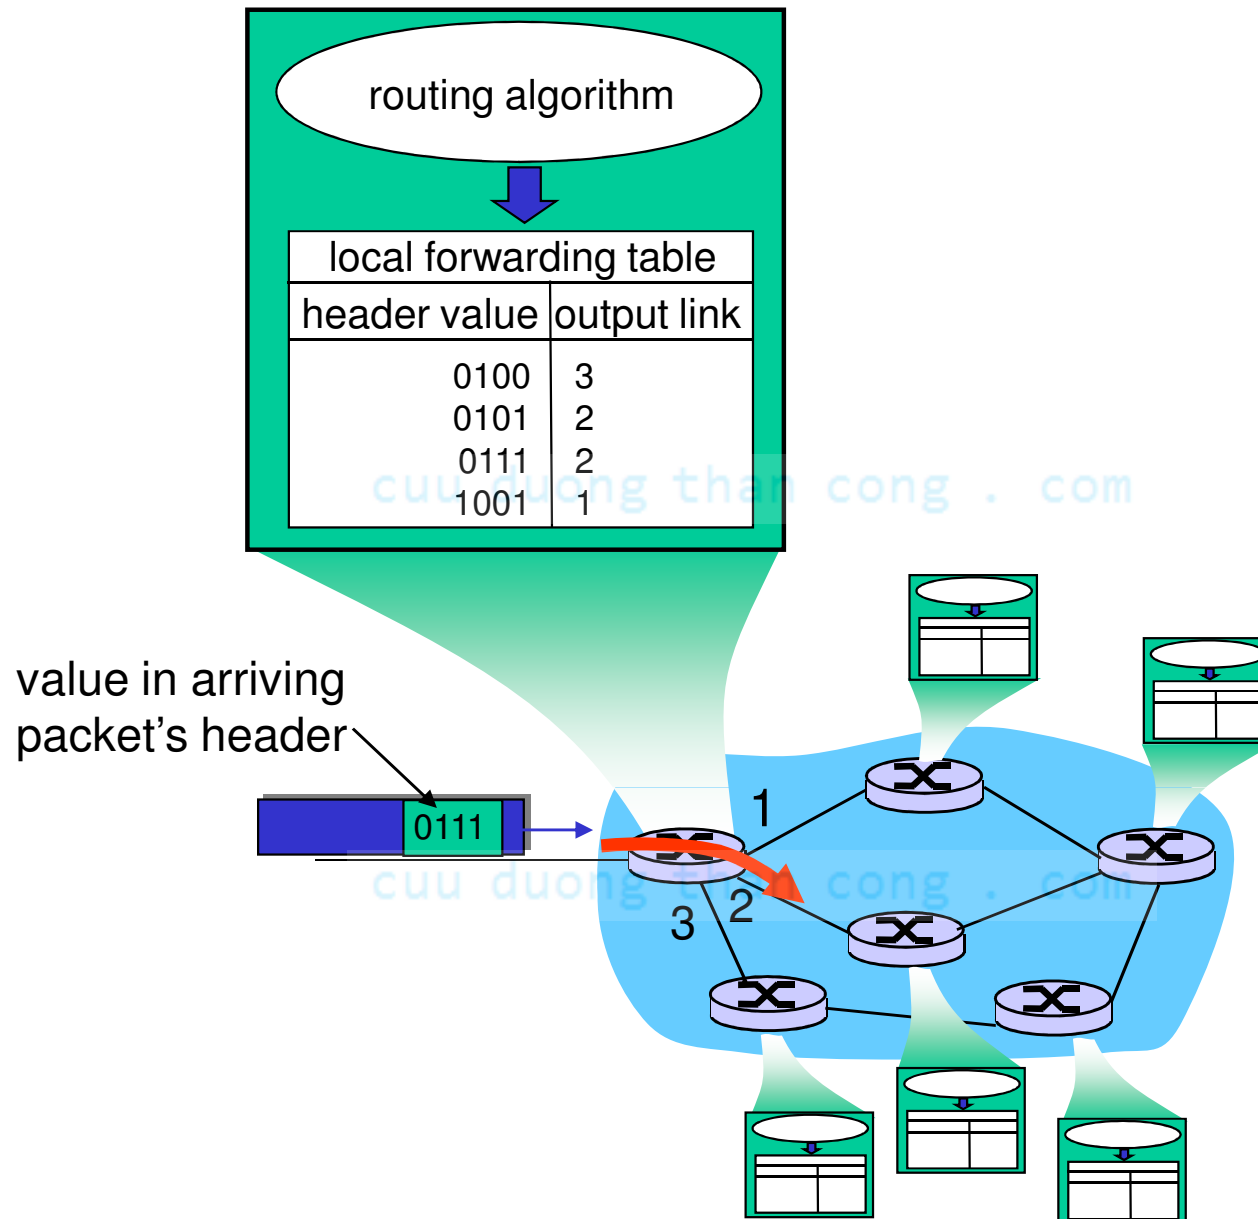 routing algorithm
local forwarding table
header value output link
0100 3
0101 2
0111 2
1001 1
cuu duong than cong . com
value in arriving
packet's header
0111
1
2
3
cuu duong than cong . com